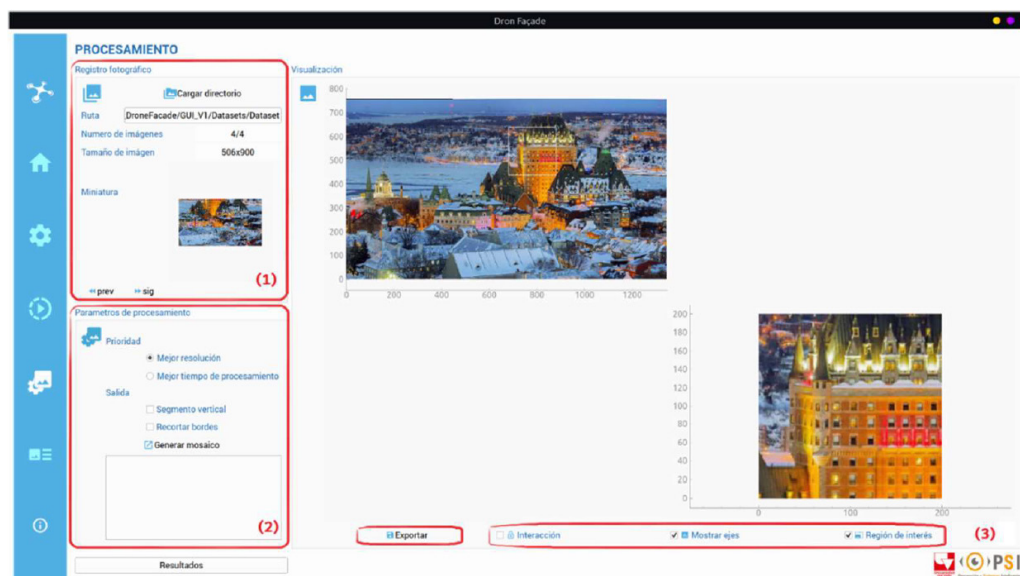 Dron Façade
PROCESAMIENTO
Registro fotográfico
Cargar directorio
Ruta DroneFacade/GUI_V1/Datasets/Dataset
Numero de imágenes 4/4
Tamaño de imágen 506x900
Miniatura
(1)
prev sig
Parametros de procesamiento
Prioridad
Mejor resolución
Mejor tiempo de procesamiento
Salida
Segmento vertical
Recortar bordes
Generar mosaico
(2)
Resultados
Visualización
800
700
600
500
400
300
200
100
0
0 200 400 600 800 1000 1200
200
180
160
140
120
100
80
60
40
20
0
0 100 200
Exportar
Interacción
Mostrar ejes
Región de interés
(3)
PSI